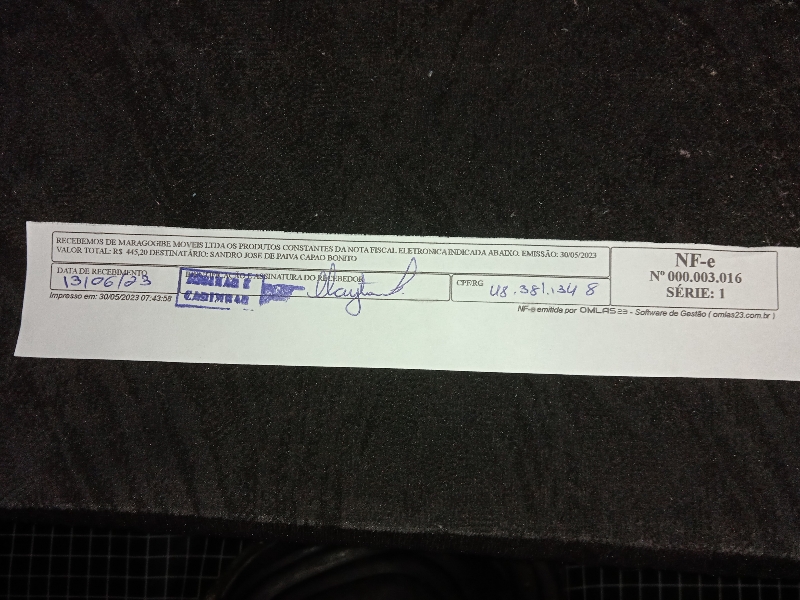 RECEBEMOS DE MARAGOGIBE MOVEIS LTDA OS PRODUTOS CONSTANTES DA NOTA FISCAL ELETRONICA INDICADA ABAIXO. EMISSÃO: 30/05/2023
VALOR TOTAL: R$ 445,20 DESTINATÁRIO: SANDRO JOSE DE PAIVA CAPAO BONITO
NF-e
Nº 000.003.016
SÉRIE: 1
DATA DE RECEBIMENTO
13/06/23
IDENTIFICAÇÃO E ASSINATURA DO RECEBEDOR
CPF/RG
48.381.134 8
Impresso em: 30/05/2023 07:43:58
NF-e emitida por OMLAS23 - Software de Gestão ( omlas23.com.br )